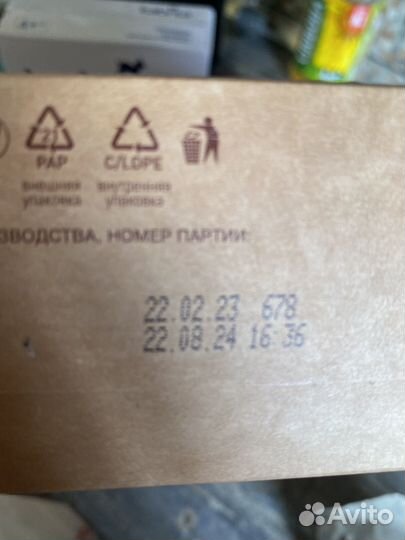 21
PAP
C/LDPE
внешняя внутренняя
упаковка упаковка
ЗВОДСТВА, НОМЕР ПАРТИИ:
22.02.23 678
22.08.24 16 36
Avito